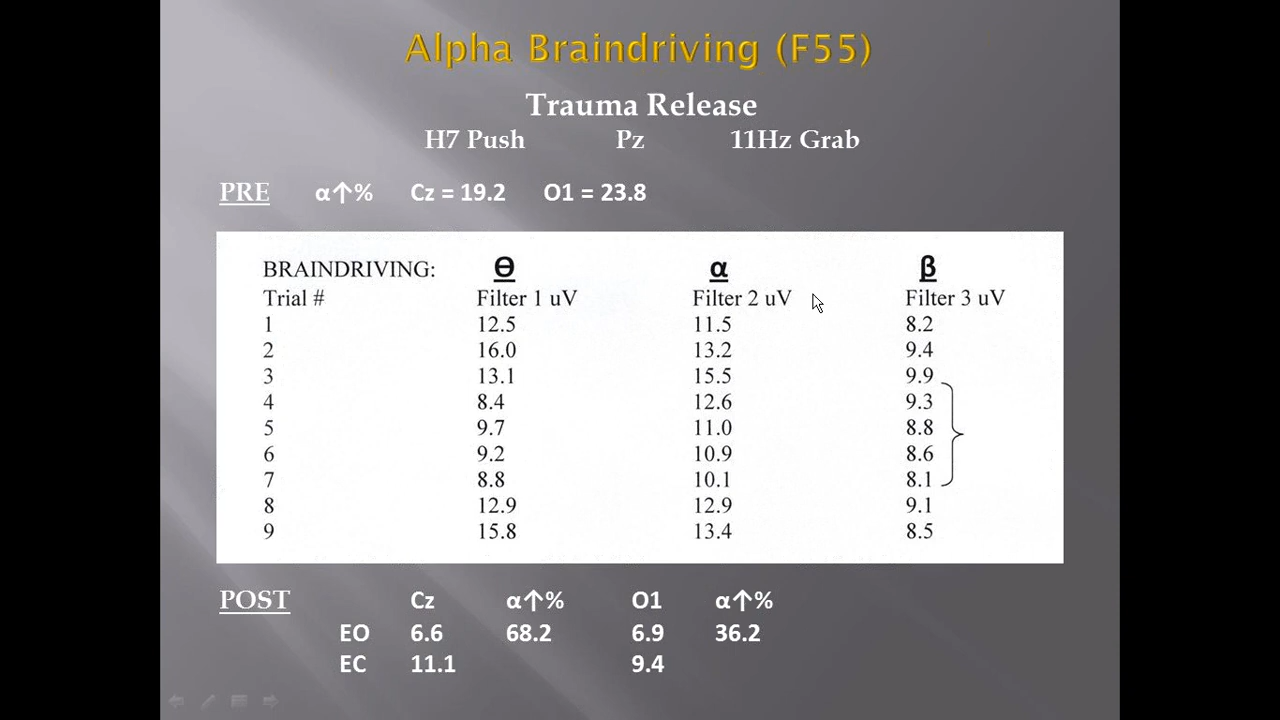 Alpha Braindriving (F55)
Trauma Release
H7 Push Pz 11Hz Grab
PRE α↑% Cz = 19.2 O1 = 23.8
BRAINDRIVING: Ɵ α β
Trial # Filter 1 uV Filter 2 uV Filter 3 uV
1 12.5 11.5 8.2
2 16.0 13.2 9.4
3 13.1 15.5 9.9
4 8.4 12.6 9.3
5 9.7 11.0 8.8
6 9.2 10.9 8.6
7 8.8 10.1 8.1
8 12.9 12.9 9.1
9 15.8 13.4 8.5
POST Cz α↑% O1 α↑%
EO 6.6 68.2 6.9 36.2
EC 11.1 9.4